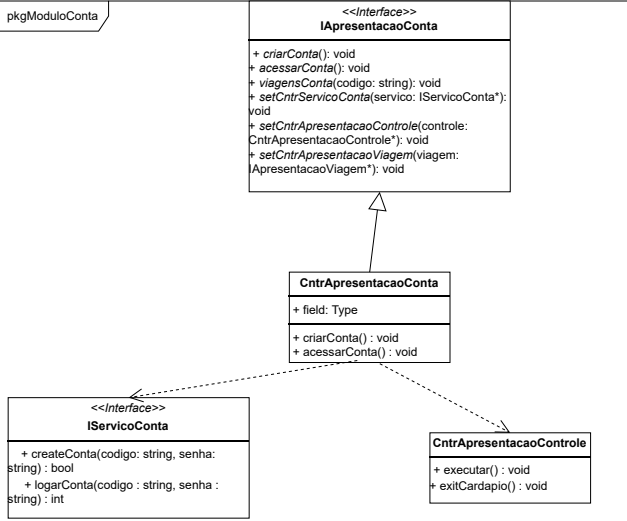 pkgModuloConta
<<Interface>>
IApresentacaoConta
+ criarConta(): void
+ acessarConta(): void
+ viagensConta(codigo: string): void
+ setCntrServicoConta(servico: IServicoConta*):
void
+ setCntrApresentacaoControle(controle:
CntrApresentacaoControle*): void
+ setCntrApresentacaoViagem(viagem:
IApresentacaoViagem*): void
CntrApresentacaoConta
+ field: Type
+ criarConta() : void
+ acessarConta() : void
<<Interface>>
IServicoConta
+ createConta(codigo: string, senha:
string) : bool
+ logarConta(codigo : string, senha :
string) : int
CntrApresentacaoControle
+ executar() : void
+ exitCardapio() : void